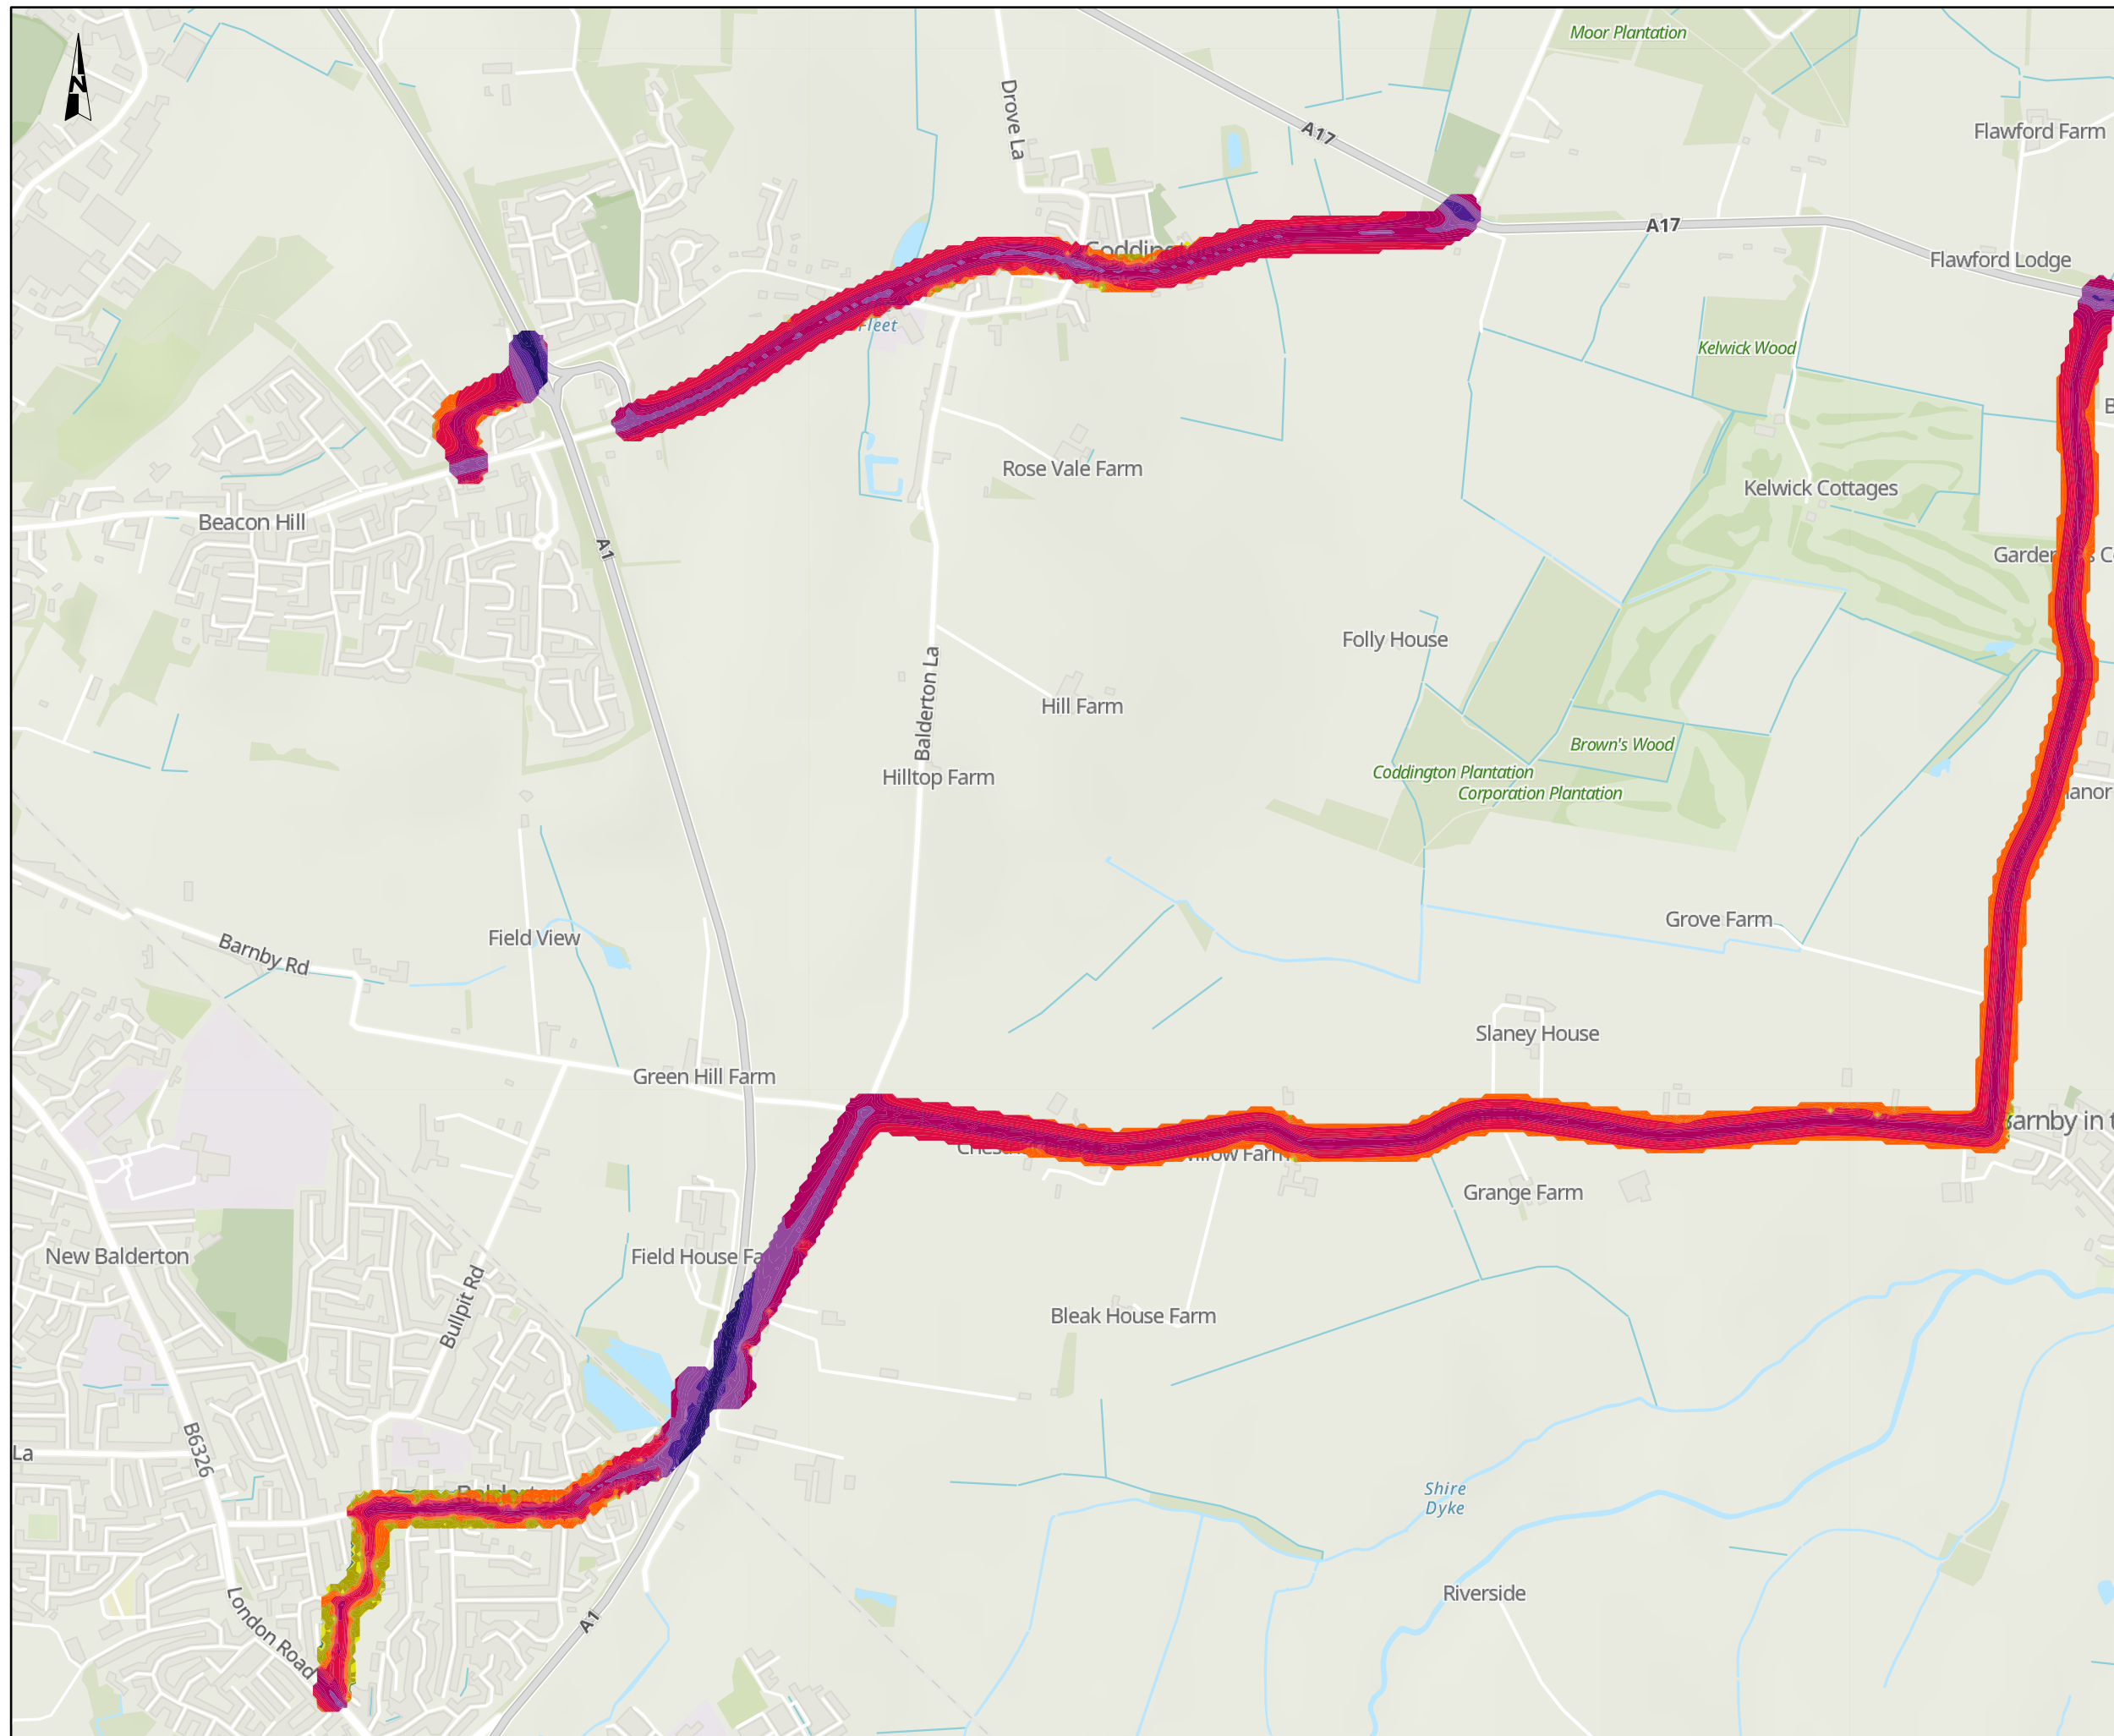 Moor Plantation
N
Drove La
A17
Flawford Farm
A17
Flawford Lodge
Fleet
Kelwick Wood
Rose Vale Farm
Kelwick Cottages
Beacon Hill
A1
Folly House
Balderton La
Hill Farm
Brown's Wood
Hilltop Farm
Coddington Plantation
Corporation Plantation
Grove Farm
Barnby Rd
Field View
Slaney House
Green Hill Farm
Grange Farm
New Balderton
Field House Fa
Bullpit Rd
Bleak House Farm
B6326
La
Shire
Dyke
Riverside
London Road
A1